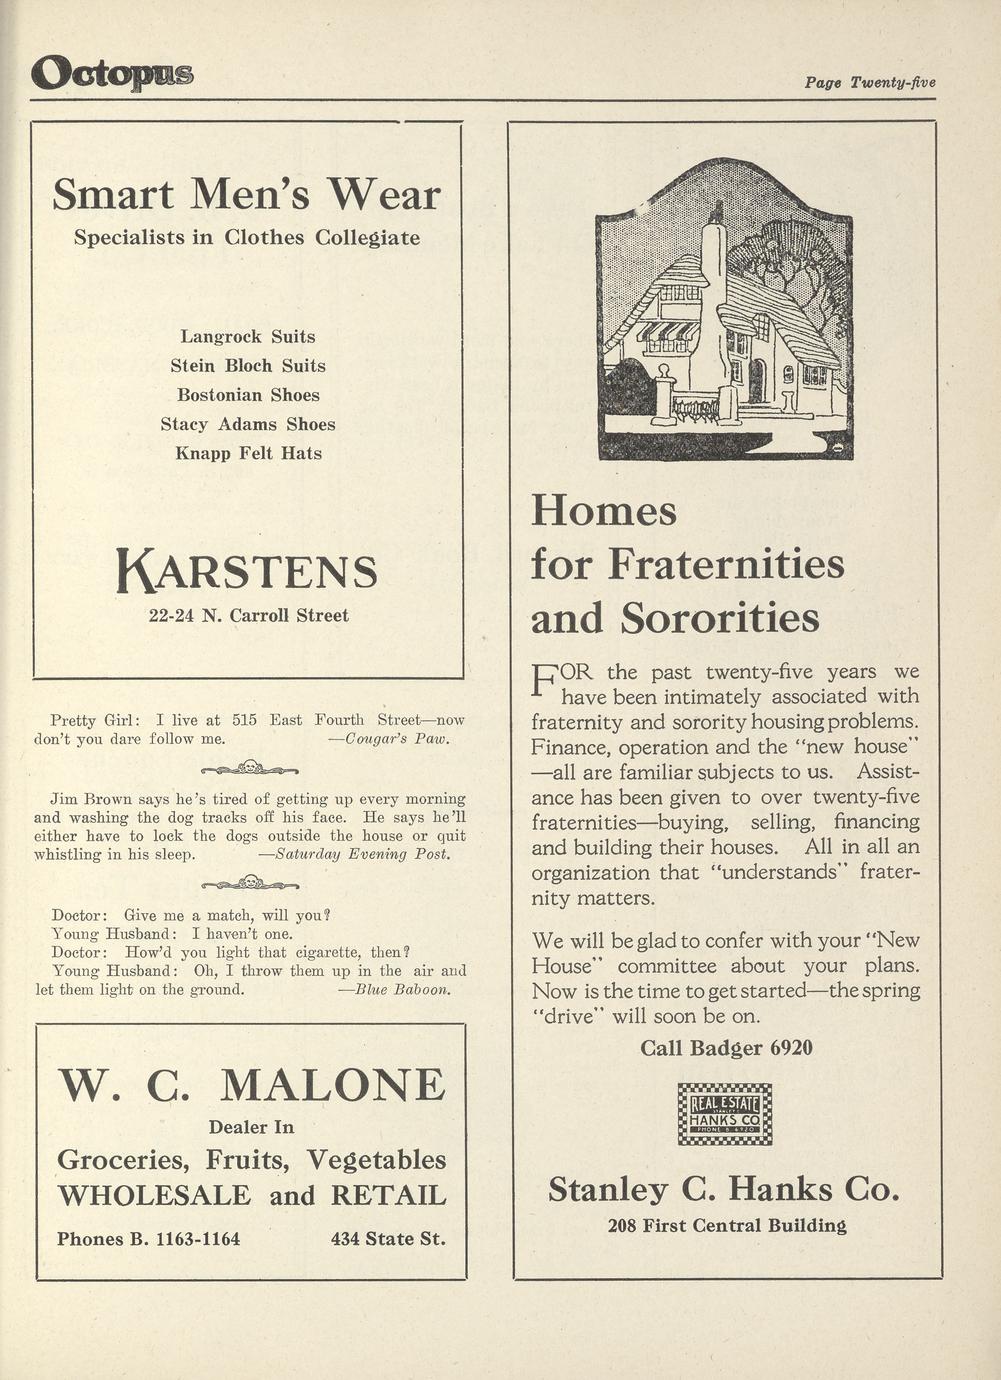 Octopus
Page Twenty-five
Smart Men's Wear
Specialists in Clothes Collegiate
Langrock Suits
Stein Bloch Suits
Bostonian Shoes
Stacy Adams Shoes
Knapp Felt Hats
KARSTENS
22-24 N. Carroll Street
Pretty Girl: I live at 515 East Fourth Street—now
don't you dare follow me. —Cougar's Paw.
Jim Brown says he's tired of getting up every morning
and washing the dog tracks off his face. He says he'll
either have to lock the dogs outside the house or quit
whistling in his sleep. —Saturday Evening Post.
Doctor: Give me a match, will you?
Young Husband: I haven't one.
Doctor: How'd you light that cigarette, then?
Young Husband: Oh, I throw them up in the air and
let them light on the ground. —Blue Baboon.
W. C. MALONE
Dealer In
Groceries, Fruits, Vegetables
WHOLESALE and RETAIL
Phones B. 1163-1164 434 State St.
Homes
for Fraternities
and Sororities
FOR the past twenty-five years we
have been intimately associated with
fraternity and sorority housing problems.
Finance, operation and the "new house"
—all are familiar subjects to us. Assist-
ance has been given to over twenty-five
fraternities—buying, selling, financing
and building their houses. All in all an
organization that "understands" frater-
nity matters.
We will be glad to confer with your "New
House" committee about your plans.
Now is the time to get started—the spring
"drive" will soon be on.
Call Badger 6920
REAL ESTATE
STANLEY C.
HANKS CO
PHONE B. 6920
Stanley C. Hanks Co.
208 First Central Building